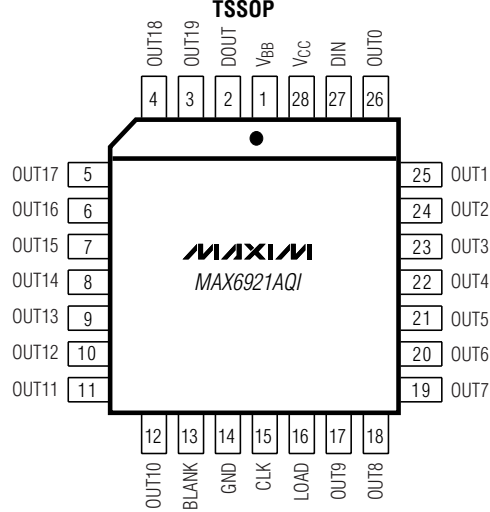 TSSOP
OUT18 OUT19 DOUT VBB VCC DIN OUT0
4 3 2 1 28 27 26
OUT17 5 25 OUT1
OUT16 6 24 OUT2
OUT15 7 23 OUT3
MAXIM
MAX6921AQI
OUT14 8 22 OUT4
OUT13 9 21 OUT5
OUT12 10 20 OUT6
OUT11 11 19 OUT7
12 13 14 15 16 17 18
OUT10 BLANK GND CLK LOAD OUT9 OUT8